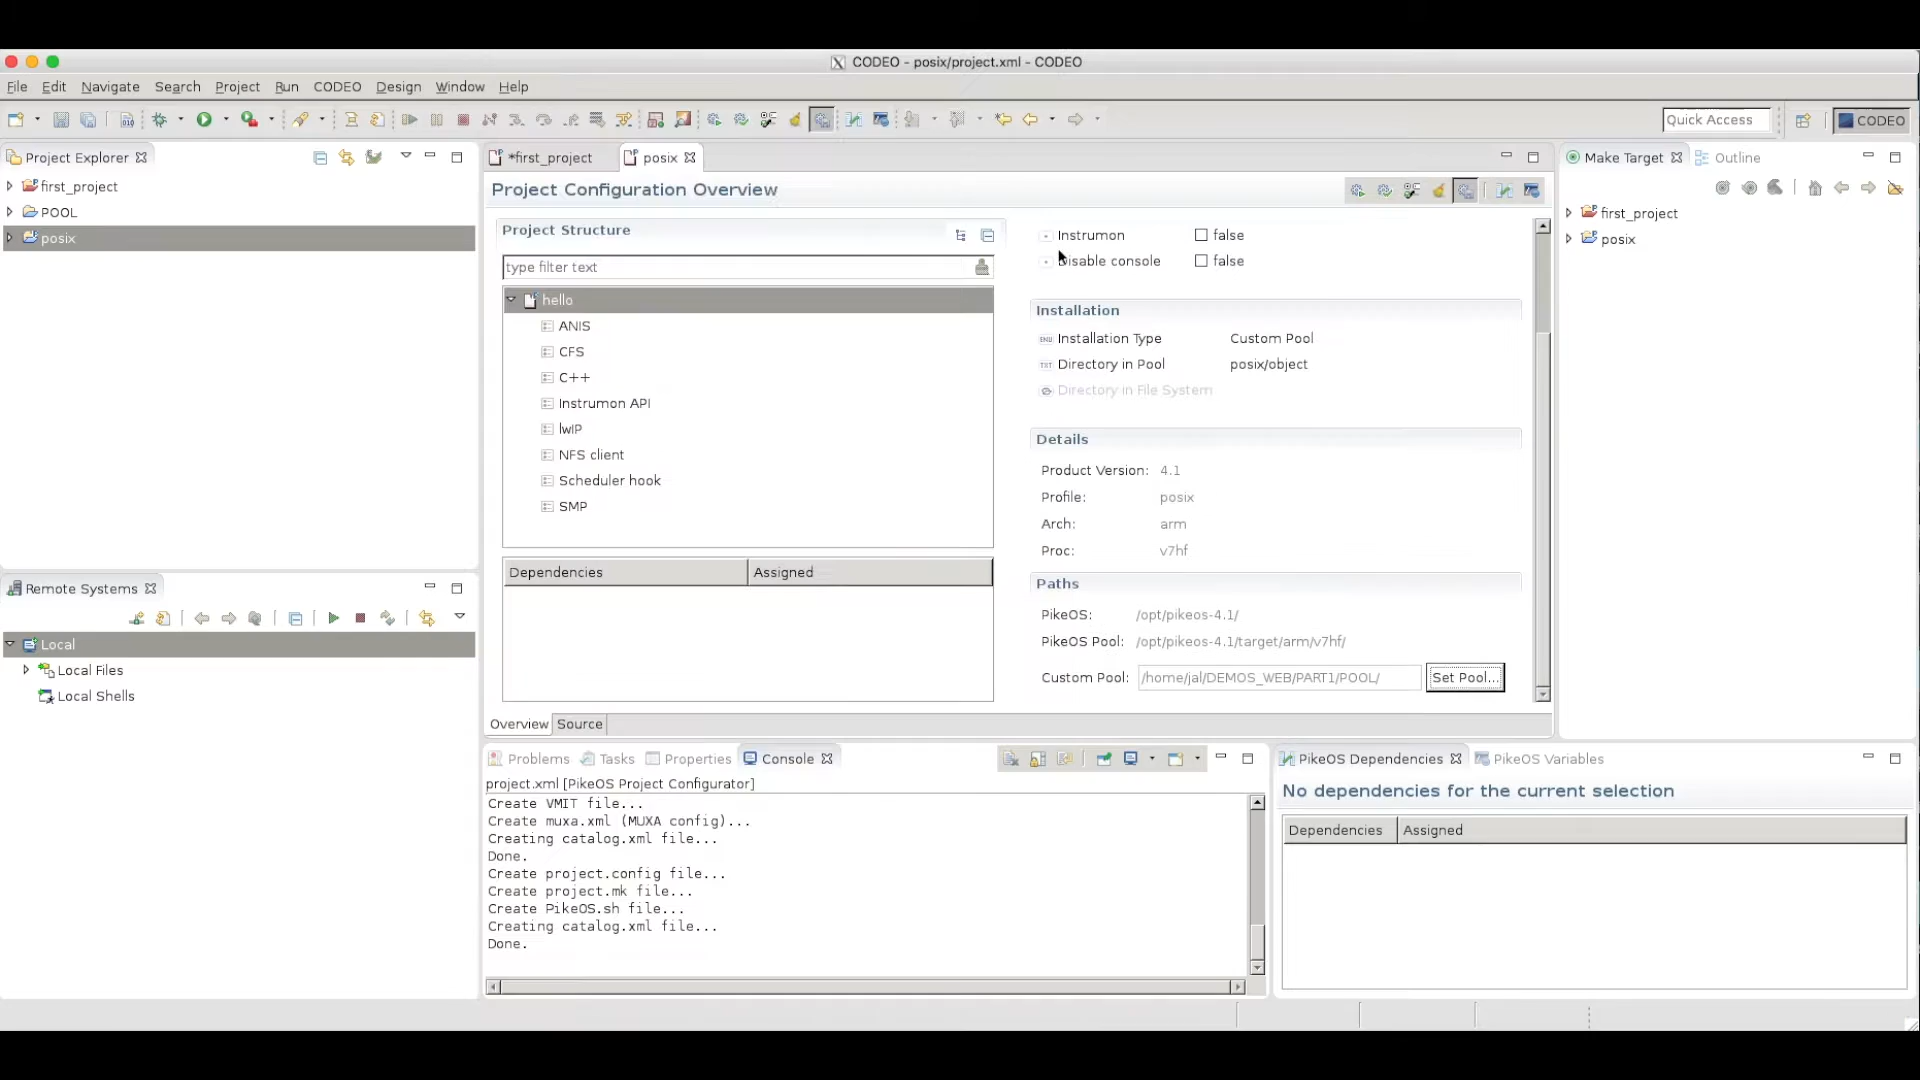 CODEO - posix/project.xml - CODEO
File Edit Navigate Search Project Run CODEO Design Window Help
Quick Access
CODEO
Project Explorer
first_project
POOL
posix
Remote Systems
Local
Local Files
Local Shells
*first_project
posix
Project Configuration Overview
Project Structure
type filter text
hello
ANIS
CFS
C++
Instrumon API
lwIP
NFS client
Scheduler hook
SMP
Dependencies Assigned
Instrumon false
Disable console false
Installation
Installation Type Custom Pool
Directory in Pool posix/object
Directory in File System
Details
Product Version: 4.1
Profile: posix
Arch: arm
Proc: v7hf
Paths
PikeOS: /opt/pikeos-4.1/
PikeOS Pool: /opt/pikeos-4.1/target/arm/v7hf/
Custom Pool: /home/jal/DEMOS_WEB/PART1/POOL/ Set Pool...
Overview Source
Make Target Outline
first_project
posix
Problems Tasks Properties Console
project.xml [PikeOS Project Configurator]
Create VMIT file...
Create muxa.xml (MUXA config)...
Creating catalog.xml file...
Done.
Create project.config file...
Create project.mk file...
Create PikeOS.sh file...
Creating catalog.xml file...
Done.
PikeOS Dependencies PikeOS Variables
No dependencies for the current selection
Dependencies Assigned